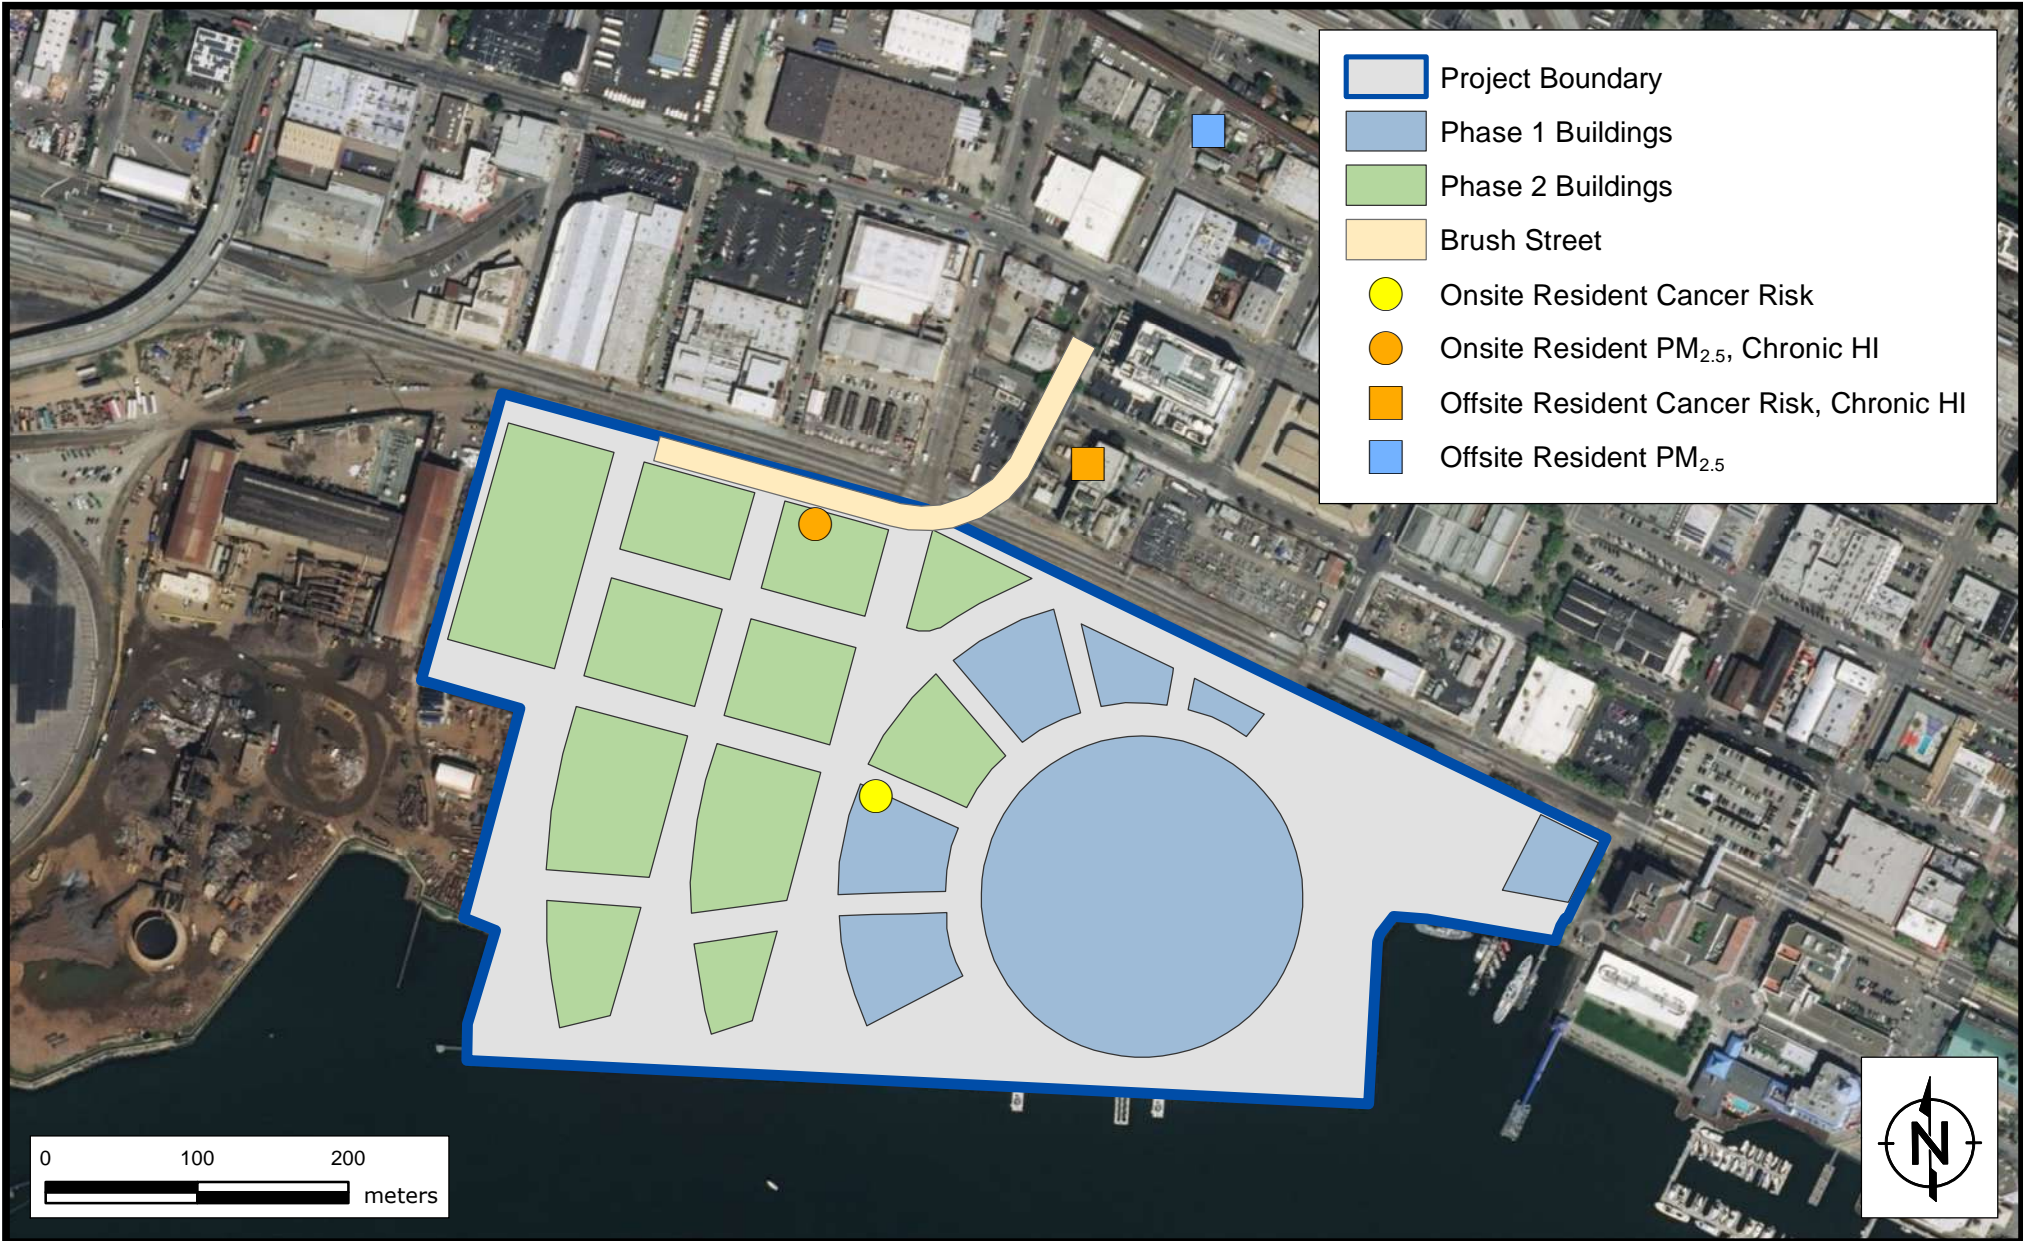 Project Boundary
Phase 1 Buildings
Phase 2 Buildings
Brush Street
Onsite Resident Cancer Risk
Onsite Resident PM2.5, Chronic HI
Offsite Resident Cancer Risk, Chronic HI
Offsite Resident PM2.5
0 100 200
meters
N